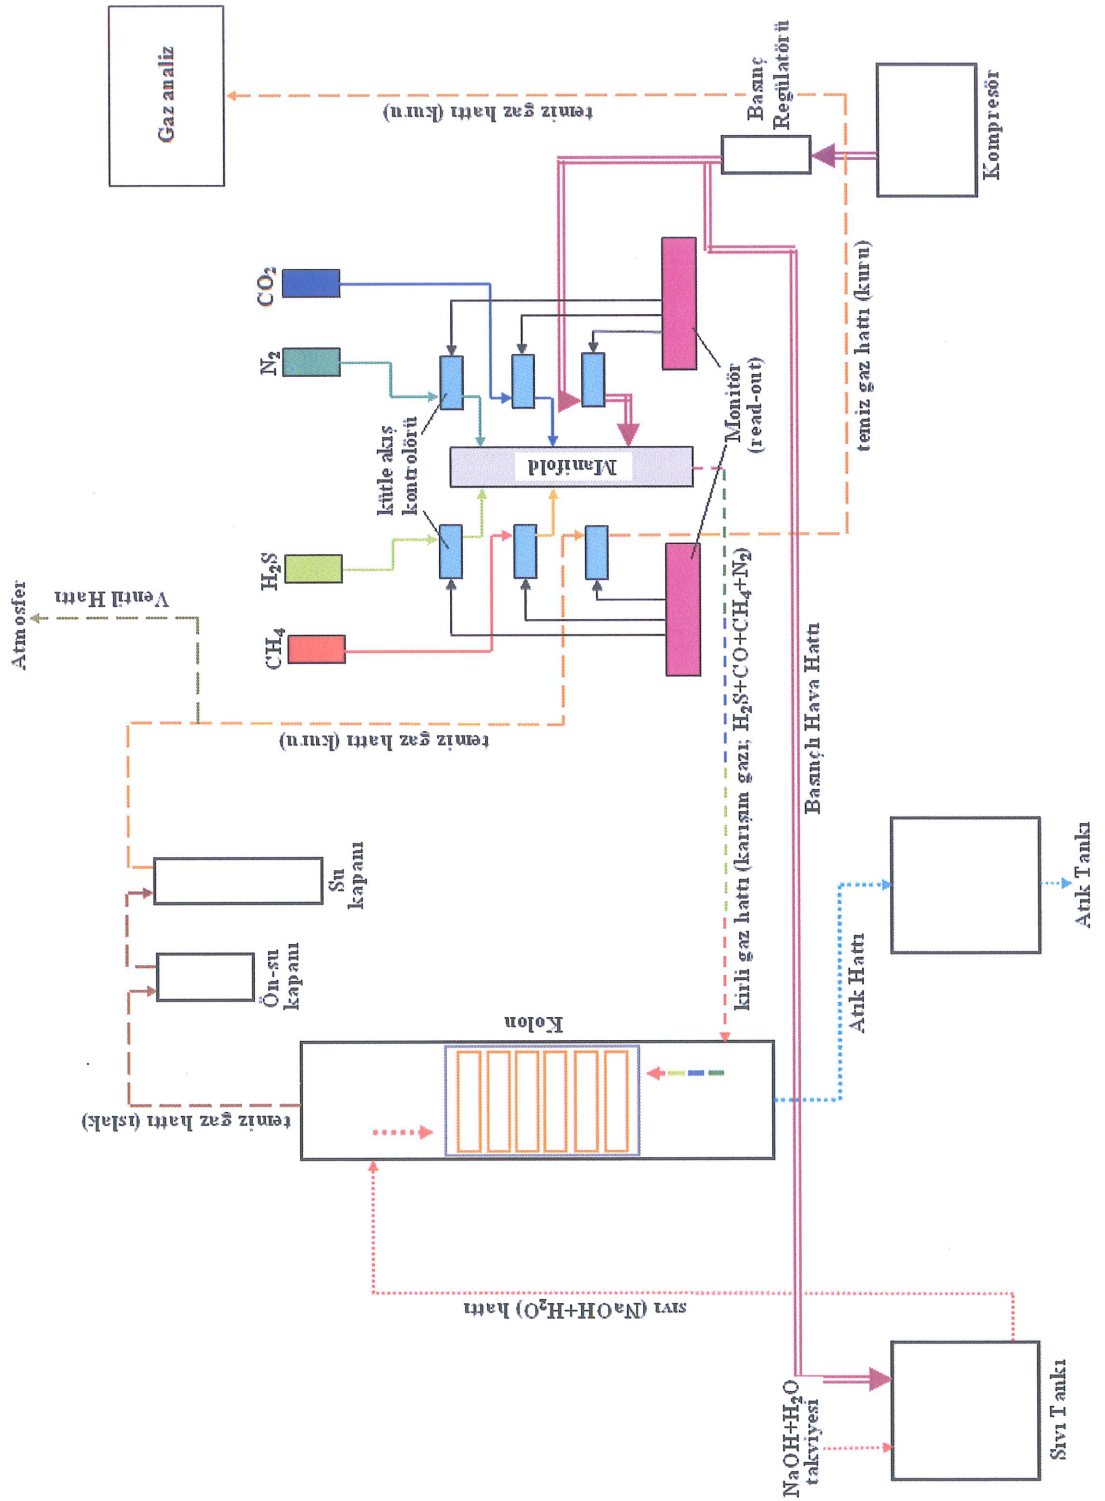 Atmosfer
Ventil Hattı
Gaz analiz
temiz gaz hattı (kuru)
CO₂
N₂
H₂S
CH₄
kütle akış
kontrolörü
Manifold
Monitör
(read-out)
Basınç
Regülatörü
Kompresör
temiz gaz hattı (kuru)
temiz gaz hattı (kuru)
Su
kapanı
Ön-su
kapanı
temiz gaz hattı (ıslak)
Kolon
kirli gaz hattı (karışım gazı; H₂S+CO+CH₄+N₂)
Basınçlı Hava Hattı
Atık Hattı
Atık Tankı
sıvı (NaOH+H₂O) hattı
NaOH+H₂O
takviyesi
Sıvı Tankı